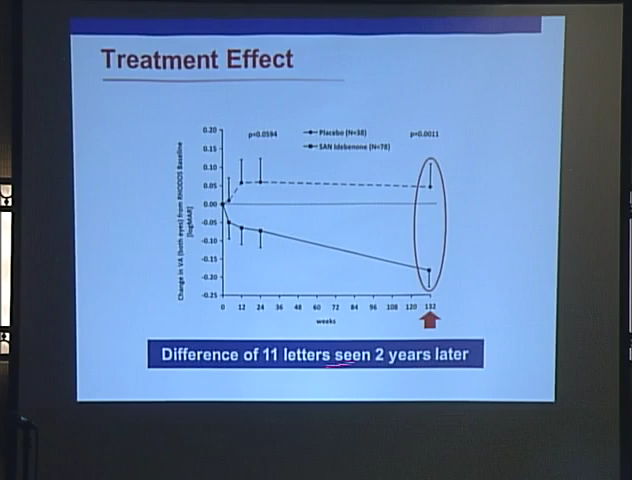 Treatment Effect
p=0.0594
Placebo (N=38)
p=0.0011
SAN Idebenone (N=78)
Change in VA (both eyes) from RHODOS Baseline
[logMAR]
0.20
0.15
0.10
0.05
0.00
-0.05
-0.10
-0.15
-0.20
-0.25
0 12 24 36 48 60 72 84 96 108 120 132
weeks
Difference of 11 letters seen 2 years later